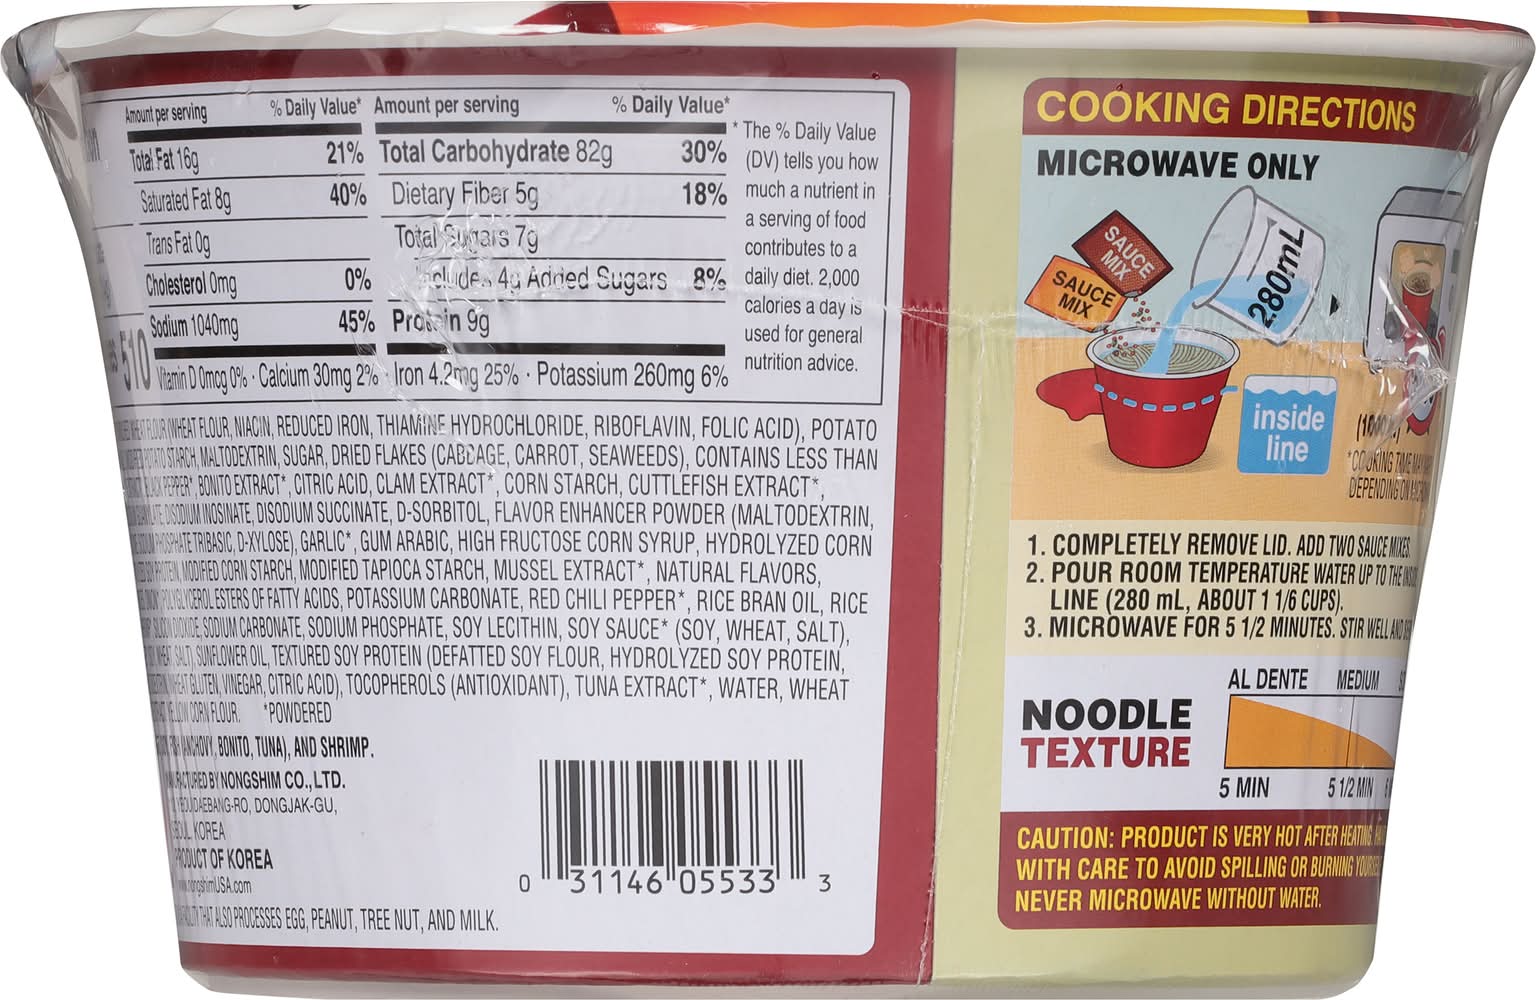 Amount per serving % Daily Value* Amount per serving % Daily Value*
Total Fat 16g 21% Total Carbohydrate 82g 30%
Saturated Fat 8g 40% Dietary Fiber 5g 18%
Trans Fat 0g Total Sugars 7g
Cholesterol 0mg 0% Includes 4g Added Sugars 8%
Sodium 1040mg 45% Protein 9g
510
Vitamin D 0mcg 0% · Calcium 30mg 2% · Iron 4.2mg 25% · Potassium 260mg 6%
* The % Daily Value
(DV) tells you how
much a nutrient in
a serving of food
contributes to a
daily diet. 2,000
calories a day is
used for general
nutrition advice.
WHEAT FLOUR (WHEAT FLOUR, NIACIN, REDUCED IRON, THIAMINE HYDROCHLORIDE, RIBOFLAVIN, FOLIC ACID), POTATO
POTATO STARCH, MALTODEXTRIN, SUGAR, DRIED FLAKES (CABBAGE, CARROT, SEAWEEDS), CONTAINS LESS THAN
BLACK PEPPER*, BONITO EXTRACT*, CITRIC ACID, CLAM EXTRACT*, CORN STARCH, CUTTLEFISH EXTRACT*,
DISODIUM INOSINATE, DISODIUM SUCCINATE, D-SORBITOL, FLAVOR ENHANCER POWDER (MALTODEXTRIN,
PHOSPHATE TRIBASIC, D-XYLOSE), GARLIC*, GUM ARABIC, HIGH FRUCTOSE CORN SYRUP, HYDROLYZED CORN
PROTEIN, MODIFIED CORN STARCH, MODIFIED TAPIOCA STARCH, MUSSEL EXTRACT*, NATURAL FLAVORS,
POLYGLYCEROL ESTERS OF FATTY ACIDS, POTASSIUM CARBONATE, RED CHILI PEPPER*, RICE BRAN OIL, RICE
DIOXIDE, SODIUM CARBONATE, SODIUM PHOSPHATE, SOY LECITHIN, SOY SAUCE* (SOY, WHEAT, SALT),
SALT), SUNFLOWER OIL, TEXTURED SOY PROTEIN (DEFATTED SOY FLOUR, HYDROLYZED SOY PROTEIN,
WHEAT GLUTEN, VINEGAR, CITRIC ACID), TOCOPHEROLS (ANTIOXIDANT), TUNA EXTRACT*, WATER, WHEAT
YELLOW CORN FLOUR. *POWDERED
FISH (ANCHOVY, BONITO, TUNA), AND SHRIMP.
BY NONGSHIM CO., LTD.
YEOUIDAEBANG-RO, DONGJAK-GU,
SEOUL, KOREA
PRODUCT OF KOREA
www.nongshimUSA.com
FACILITY THAT ALSO PROCESSES EGG, PEANUT, TREE NUT, AND MILK.
0 31146 05533 3
COOKING DIRECTIONS
MICROWAVE ONLY
SAUCE
MIX
SAUCE
MIX
280mL
inside
line
*COOKING TIME
DEPENDING ON
1. COMPLETELY REMOVE LID. ADD TWO SAUCE MIXES.
2. POUR ROOM TEMPERATURE WATER UP TO THE
LINE (280 mL, ABOUT 1 1/6 CUPS).
3. MICROWAVE FOR 5 1/2 MINUTES. STIR WELL AND
AL DENTE MEDIUM
NOODLE
TEXTURE
5 MIN 5 1/2 MIN
CAUTION: PRODUCT IS VERY HOT AFTER HEATING.
WITH CARE TO AVOID SPILLING OR BURNING
NEVER MICROWAVE WITHOUT WATER.